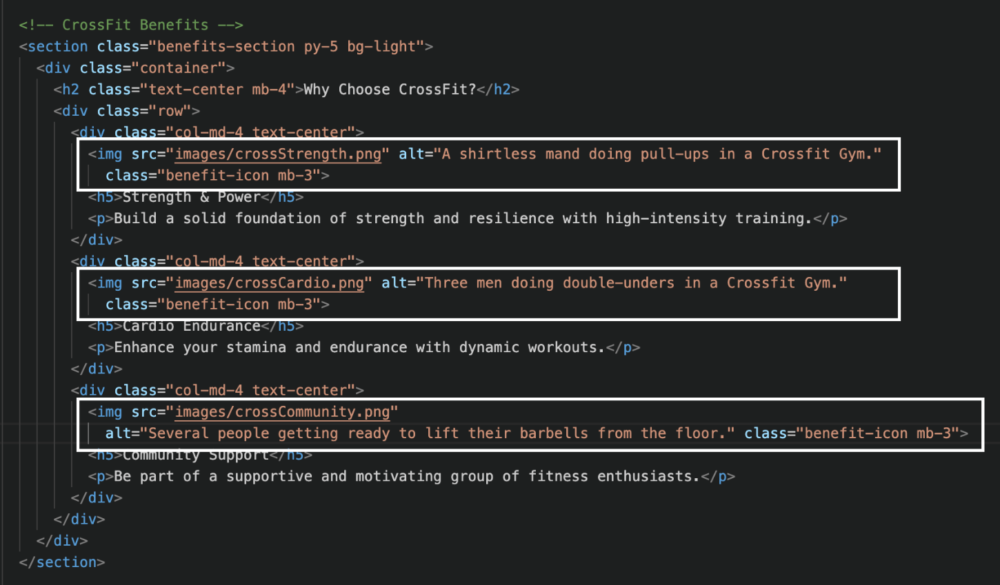 <!-- CrossFit Benefits -->
<section class="benefits-section py-5 bg-light">
<div class="container">
<h2 class="text-center mb-4">Why Choose CrossFit?</h2>
<div class="row">
<div class="col-md-4 text-center">
<img src="images/crossStrength.png" alt="A shirtless mand doing pull-ups in a Crossfit Gym."
class="benefit-icon mb-3">
<h5>Strength & Power</h5>
<p>Build a solid foundation of strength and resilience with high-intensity training.</p>
</div>
<div class="col-md-4 text-center">
<img src="images/crossCardio.png" alt="Three men doing double-unders in a Crossfit Gym."
class="benefit-icon mb-3">
<h5>Cardio Endurance</h5>
<p>Enhance your stamina and endurance with dynamic workouts.</p>
</div>
<div class="col-md-4 text-center">
<img src="images/crossCommunity.png"
alt="Several people getting ready to lift their barbells from the floor." class="benefit-icon mb-3">
<h5>Community Support</h5>
<p>Be part of a supportive and motivating group of fitness enthusiasts.</p>
</div>
</div>
</div>
</section>